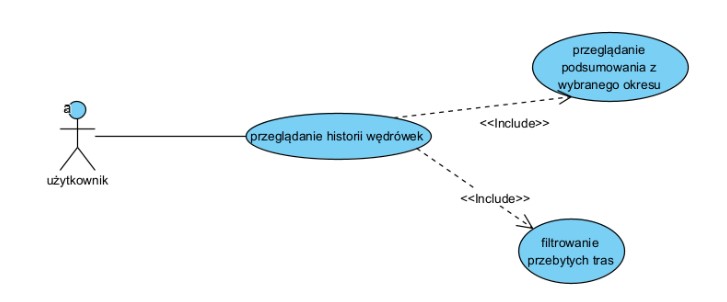 przeglądanie
podsumowania z
wybranego okresu
a
<<Include>>
przeglądanie historii wędrówek
użytkownik
<<Include>>
filtrowanie
przebytych tras